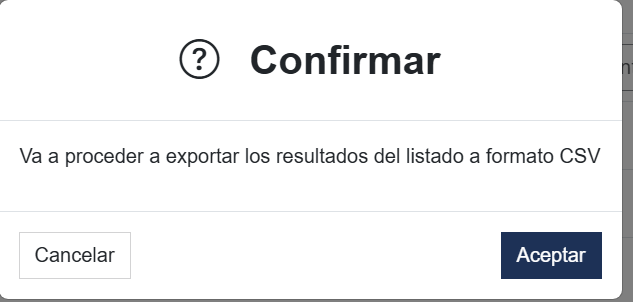 Confirmar
Va a proceder a exportar los resultados del listado a formato CSV
Cancelar
Aceptar